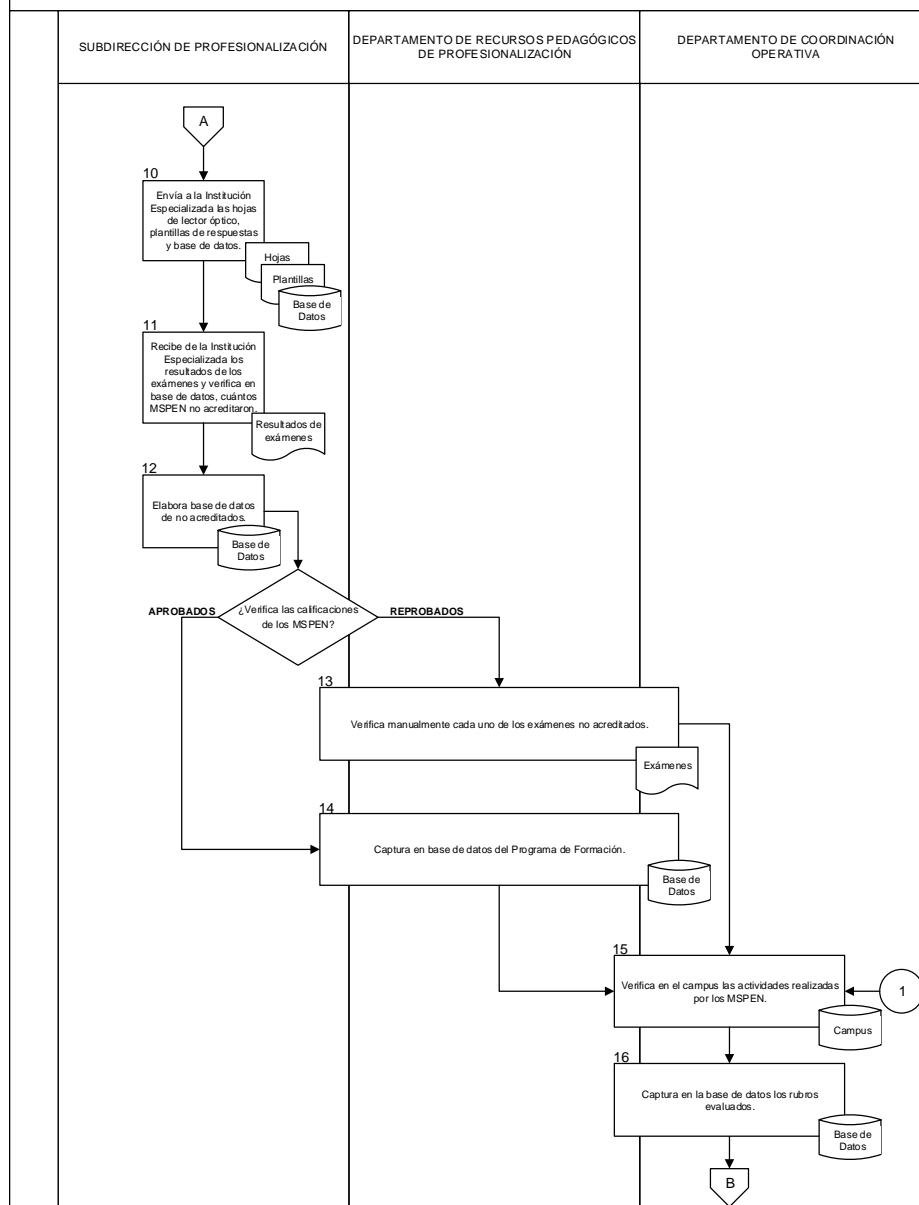 SUBDIRECCIÓN DE PROFESIONALIZACIÓN
DEPARTAMENTO DE RECURSOS PEDAGÓGICOS
DE PROFESIONALIZACIÓN
DEPARTAMENTO DE COORDINACIÓN
OPERATIVA
A
10
Envía a la Institución
Especializada las hojas
de lector óptico,
plantillas de respuestas
y base de datos.
Hojas
Plantillas
Base de
Datos
11
Recibe de la Institución
Especializada los
resultados de los
exámenes y verifica en
base de datos, cuántos
MSPEN no acreditaron.
Resultados de
exámenes
12
Elabora base de datos
de no acreditados.
Base de
Datos
¿Verifica las calificaciones
de los MSPEN?
APROBADOS
REPROBADOS
13
Verifica manualmente cada uno de los exámenes no acreditados.
Exámenes
14
Captura en base de datos del Programa de Formación.
Base de
Datos
15
Verifica en el campus las actividades realizadas
por los MSPEN.
Campus
1
16
Captura en la base de datos los rubros
evaluados.
Base de
Datos
B